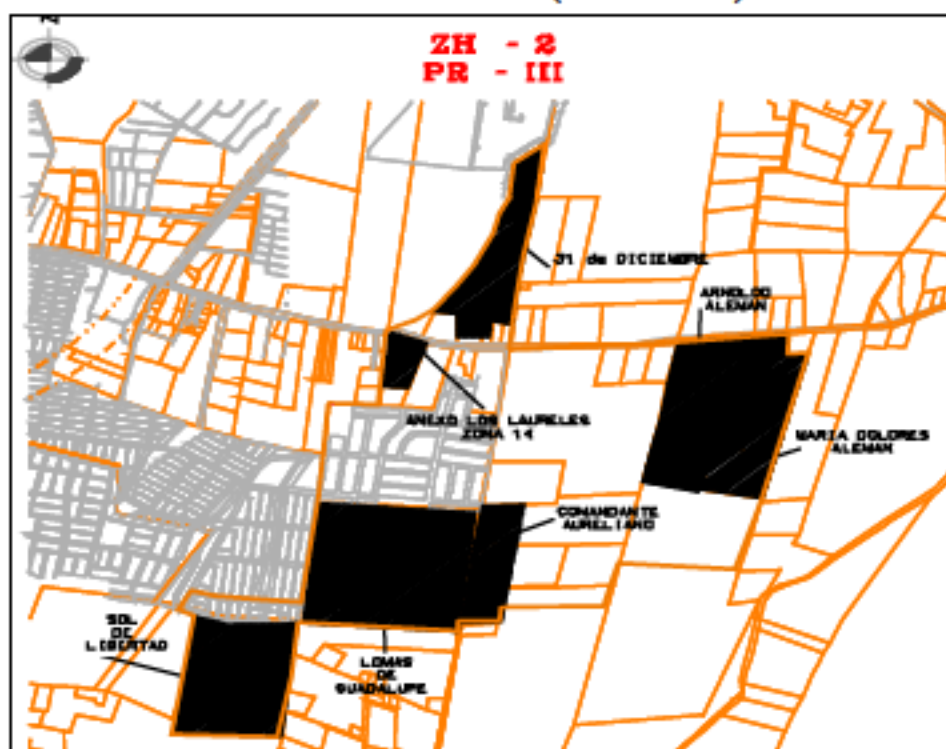 ZH - 2
PR - III
31 de DICIEMBRE
ARNOLDO
ALEMAN
ANEXO LOS LAURELES
ZONA 14
MARIA DOLORES
ALEMAN
COMANDANTE
AURELIANO
SOL
DE
LIBERTAD
LOMAS
DE
GUADALUPE